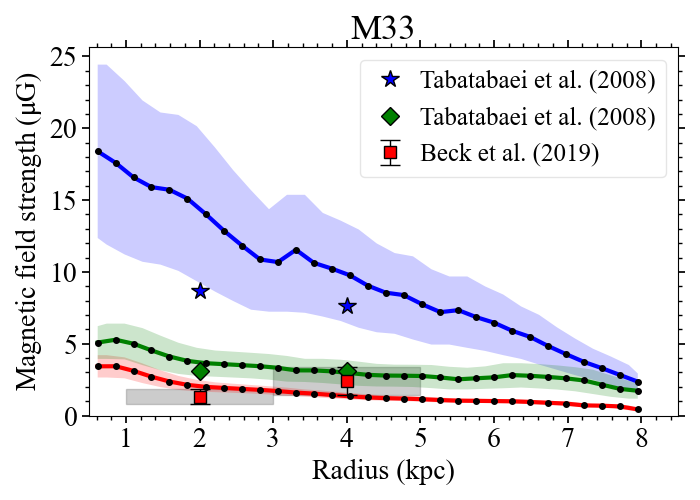 M33
Magnetic field strength (μG)
25
20
15
10
5
0
Tabatabaei et al. (2008)
Tabatabaei et al. (2008)
Beck et al. (2019)
1 2 3 4 5 6 7 8
Radius (kpc)